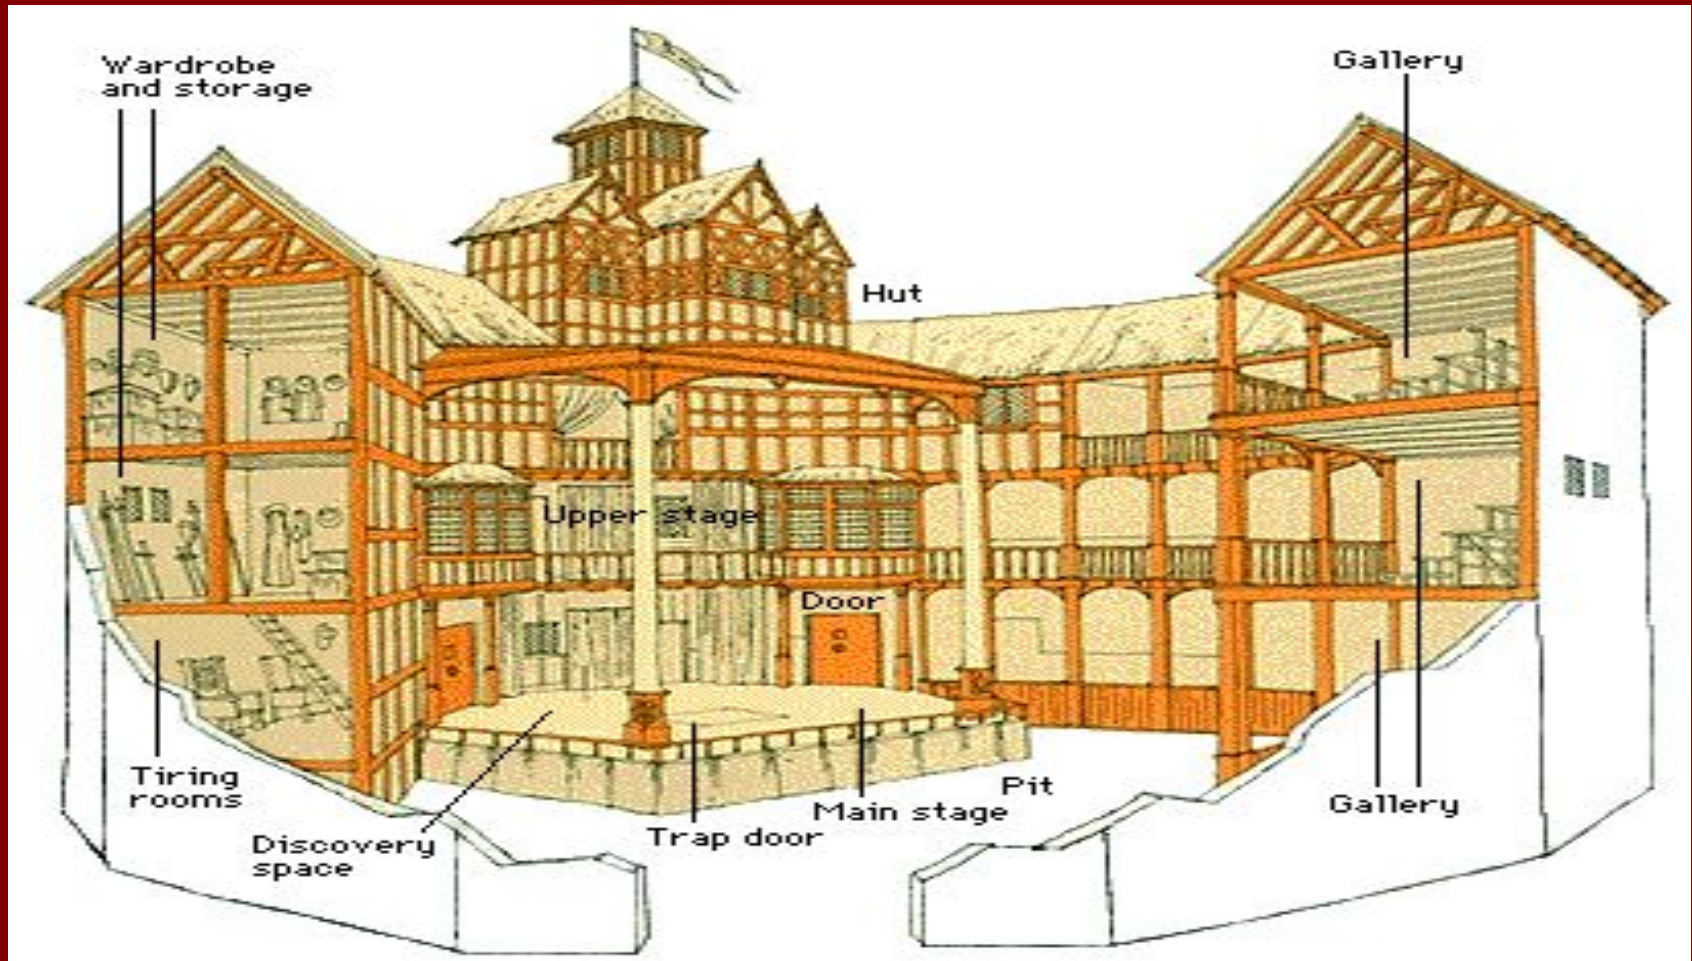 Wardrobe
and storage
Gallery
Hut
Upper stage
Door
Tiring
rooms
Discovery
space
Trap door
Main stage
Pit
Gallery